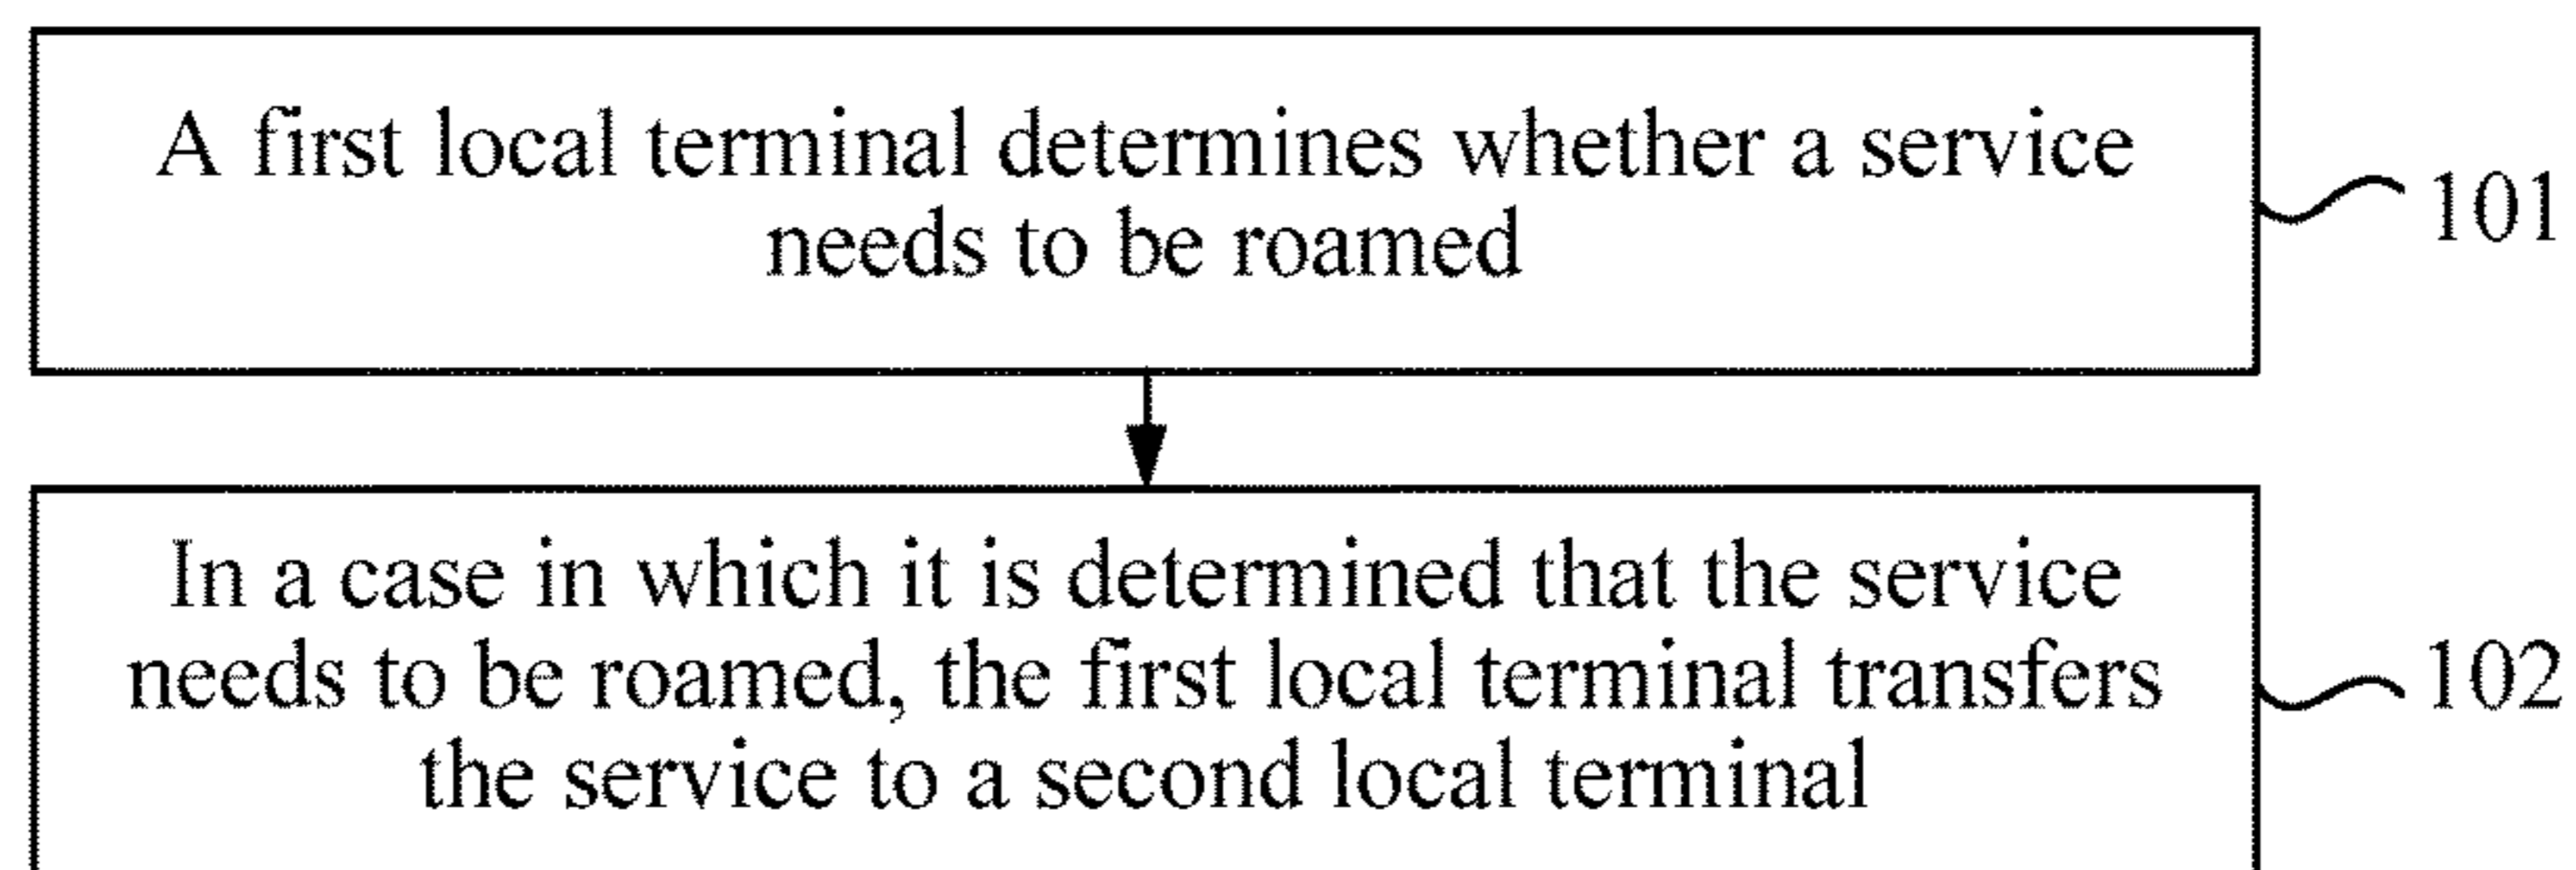 A first local terminal determines whether a service
needs to be roamed
101
In a case in which it is determined that the service
needs to be roamed, the first local terminal transfers
the service to a second local terminal
102